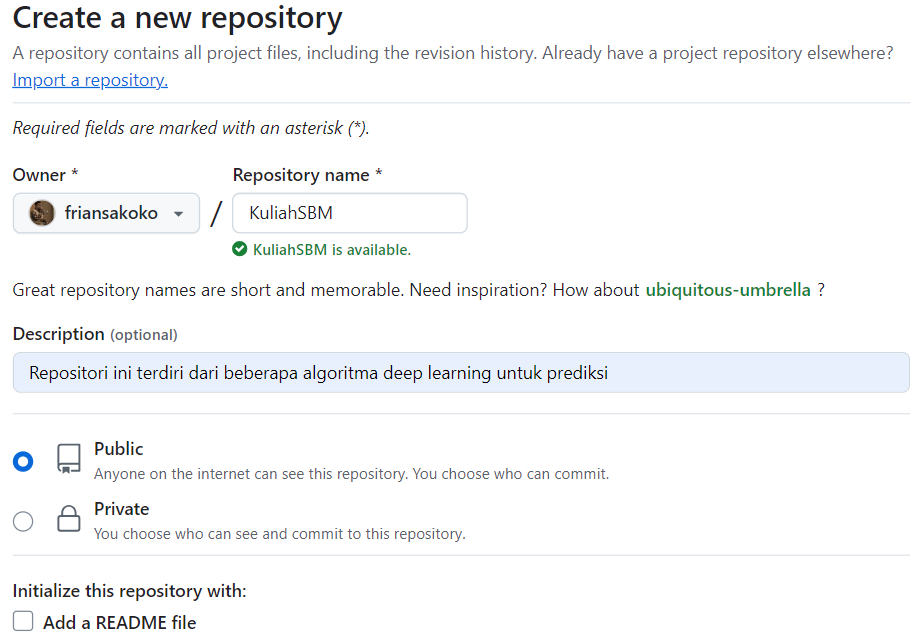 Create a new repository
A repository contains all project files, including the revision history. Already have a project repository elsewhere?
Import a repository.
Required fields are marked with an asterisk (*).
Owner *
Repository name *
friansakoko
/
KuliahSBM
KuliahSBM is available.
Great repository names are short and memorable. Need inspiration? How about ubiquitous-umbrella ?
Description (optional)
Repositori ini terdiri dari beberapa algoritma deep learning untuk prediksi
Public
Anyone on the internet can see this repository. You choose who can commit.
Private
You choose who can see and commit to this repository.
Initialize this repository with:
Add a README file